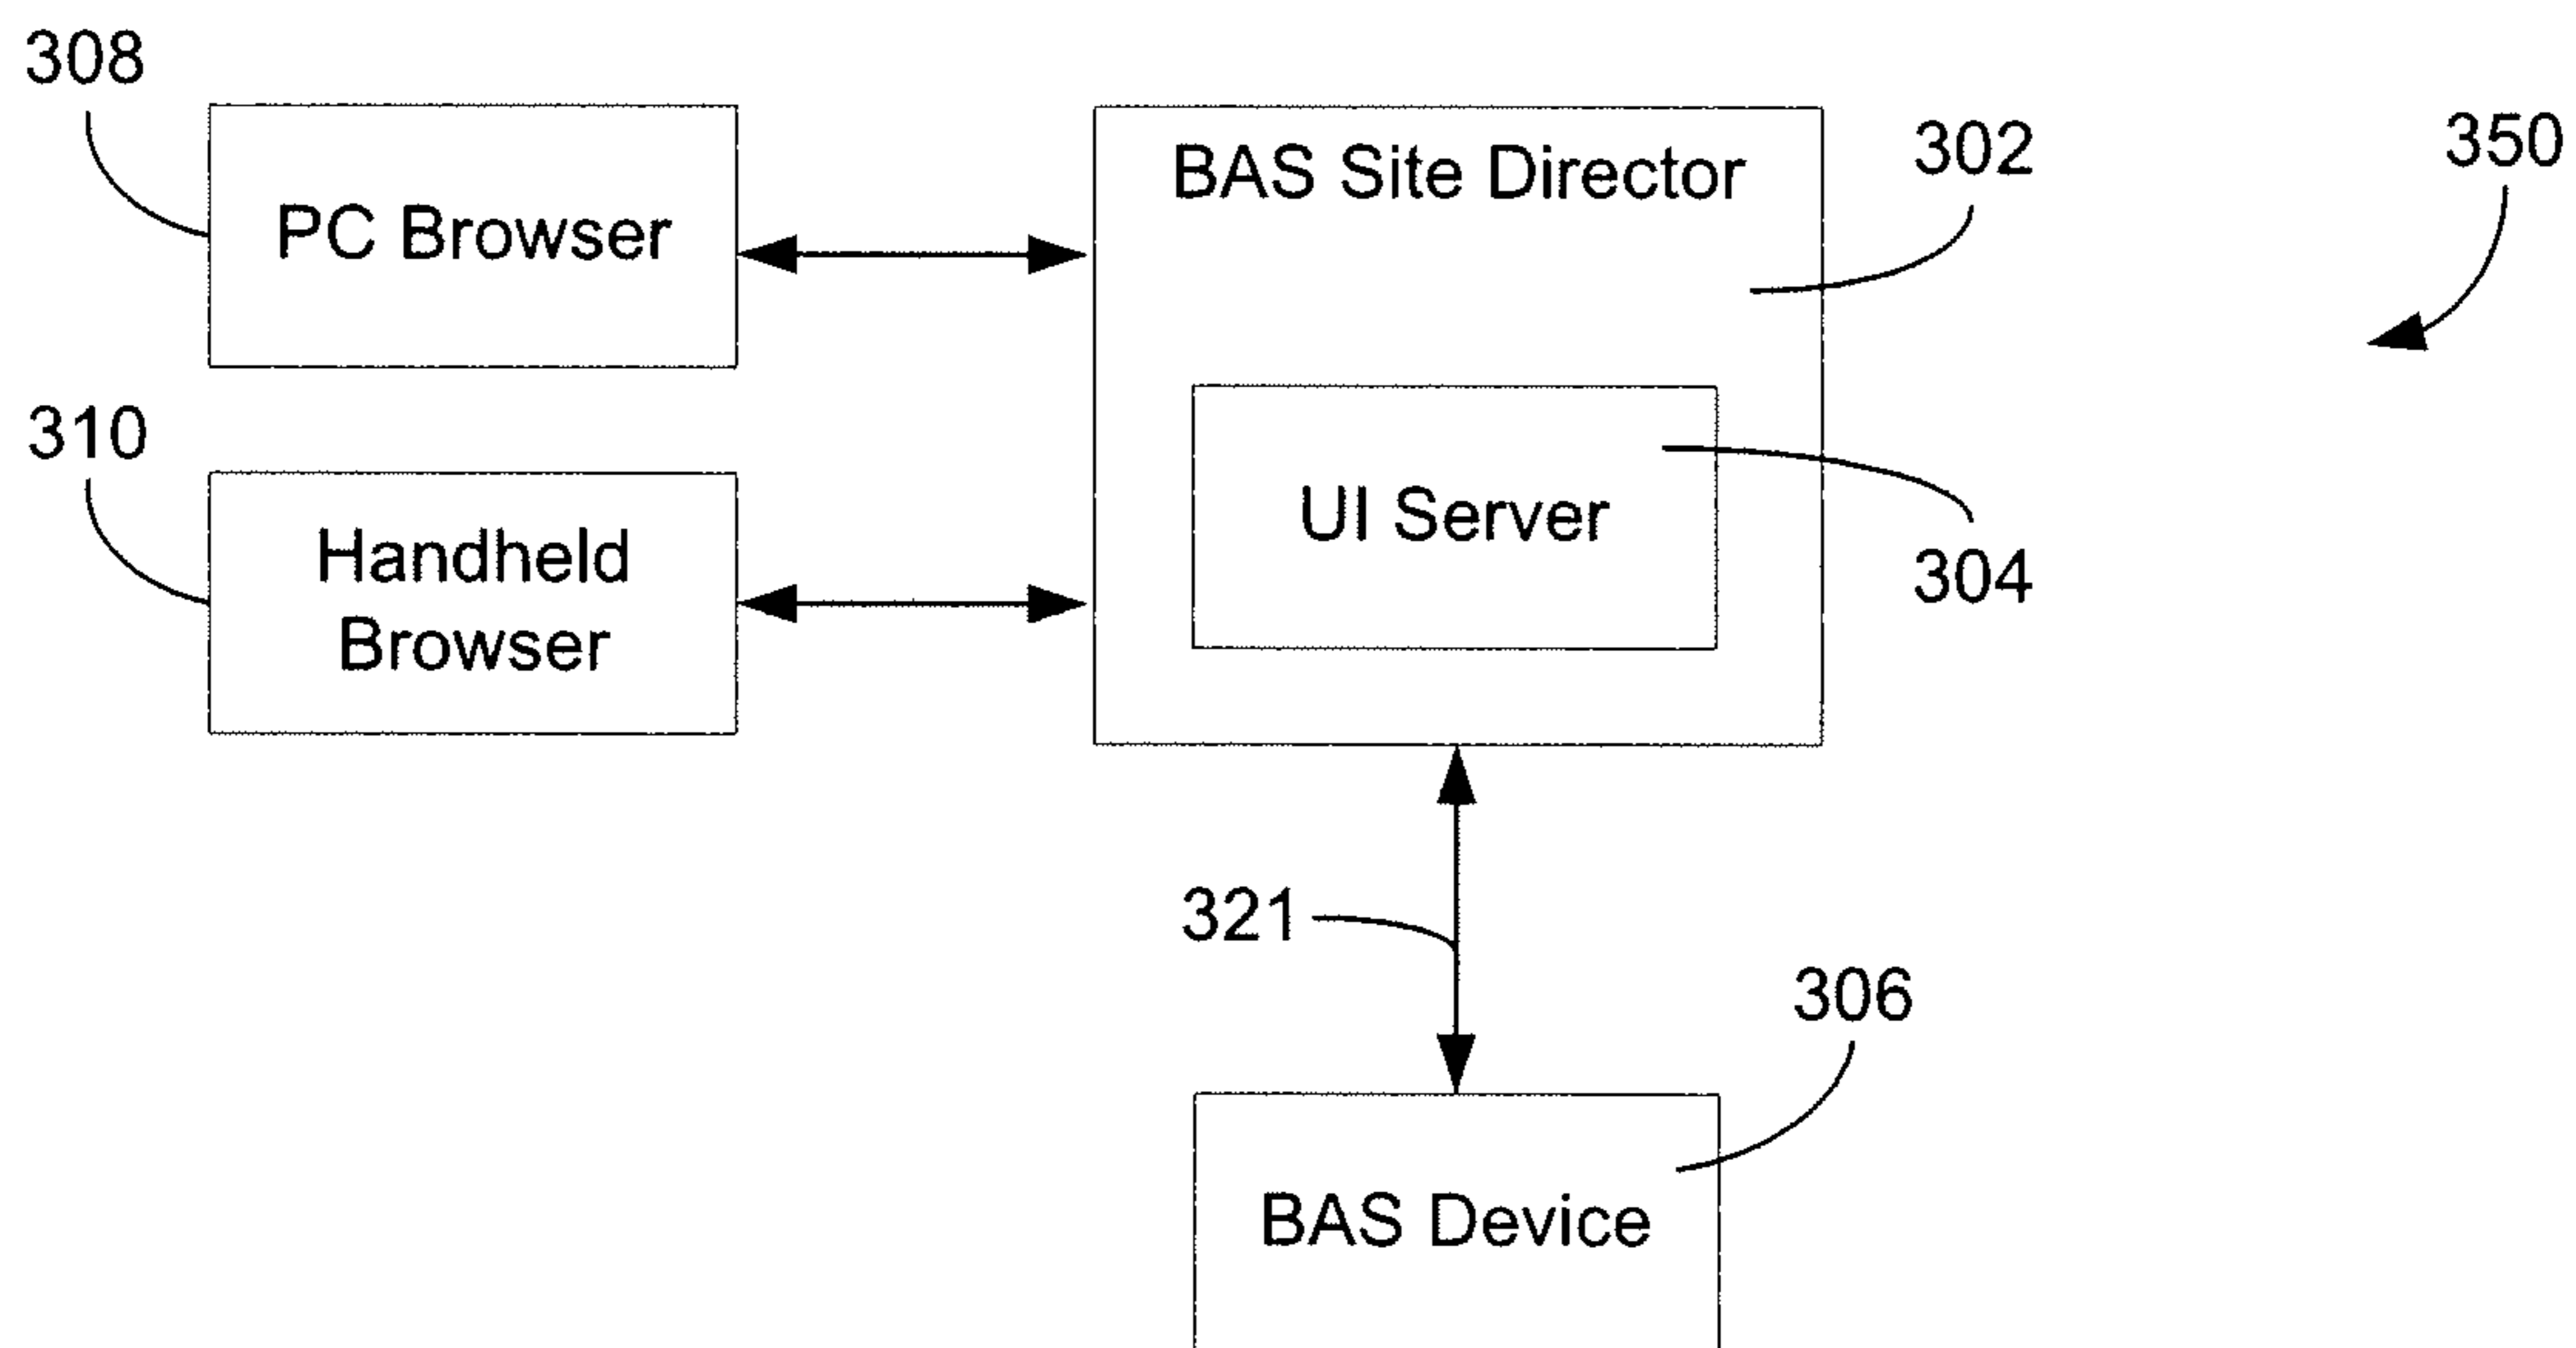 308
PC Browser
BAS Site Director
302
350
310
Handheld
Browser
UI Server
304
321
306
BAS Device